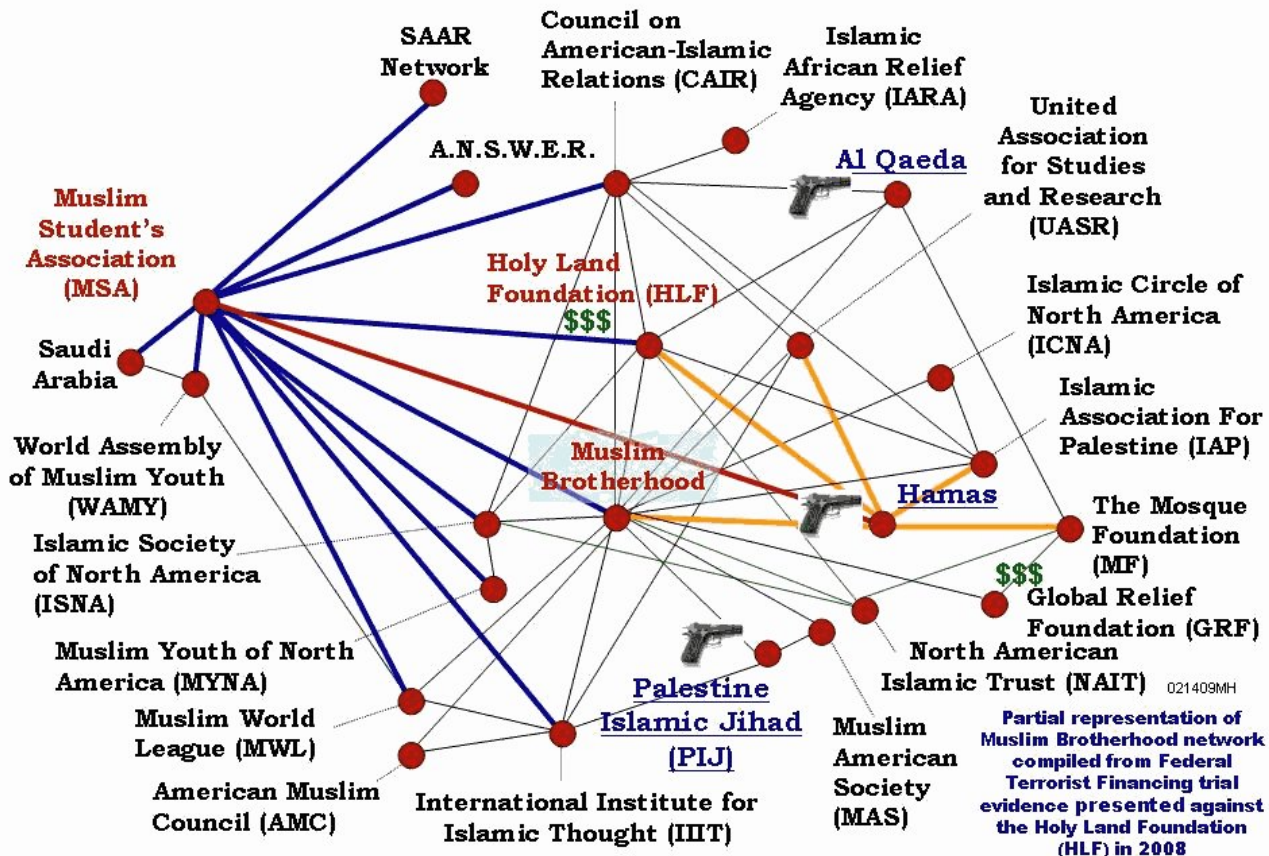 SAAR
Network
Council on
American-Islamic
Relations (CAIR)
Islamic
African Relief
Agency (IARA)
United
Association
for Studies
and Research
(UASR)
A.N.S.W.E.R.
Al Qaeda
Muslim
Student's
Association
(MSA)
Holy Land
Foundation (HLF)
$$$
Islamic Circle of
North America
(ICNA)
Saudi
Arabia
Islamic
Association For
Palestine (IAP)
World Assembly
of Muslim Youth
(WAMY)
Muslim
Brotherhood
Hamas
The Mosque
Foundation
(MF)
Islamic Society
of North America
(ISNA)
$$$
Global Relief
Foundation (GRF)
Muslim Youth of North
America (MYNA)
North American
Islamic Trust (NAIT)
021409MH
Muslim World
League (MWL)
Palestine
Islamic Jihad
(PIJ)
Muslim
American
Society
(MAS)
American Muslim
Council (AMC)
International Institute for
Islamic Thought (IIIT)
Partial representation of
Muslim Brotherhood network
compiled from Federal
Terrorist Financing trial
evidence presented against
the Holy Land Foundation
(HLF) in 2008